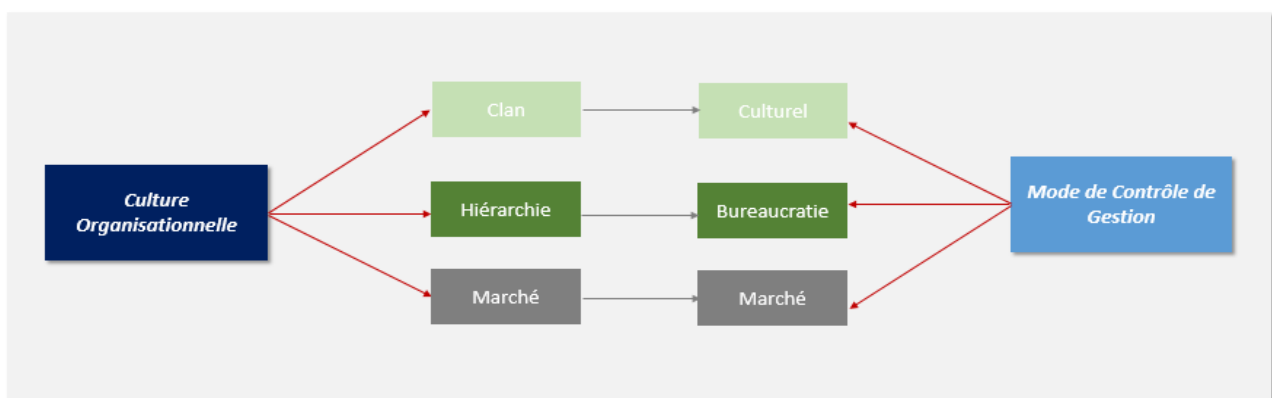 Clan
Culturel
Culture
Organisationnelle
Hiérarchie
Bureaucratie
Mode de Contrôle de
Gestion
Marché
Marché